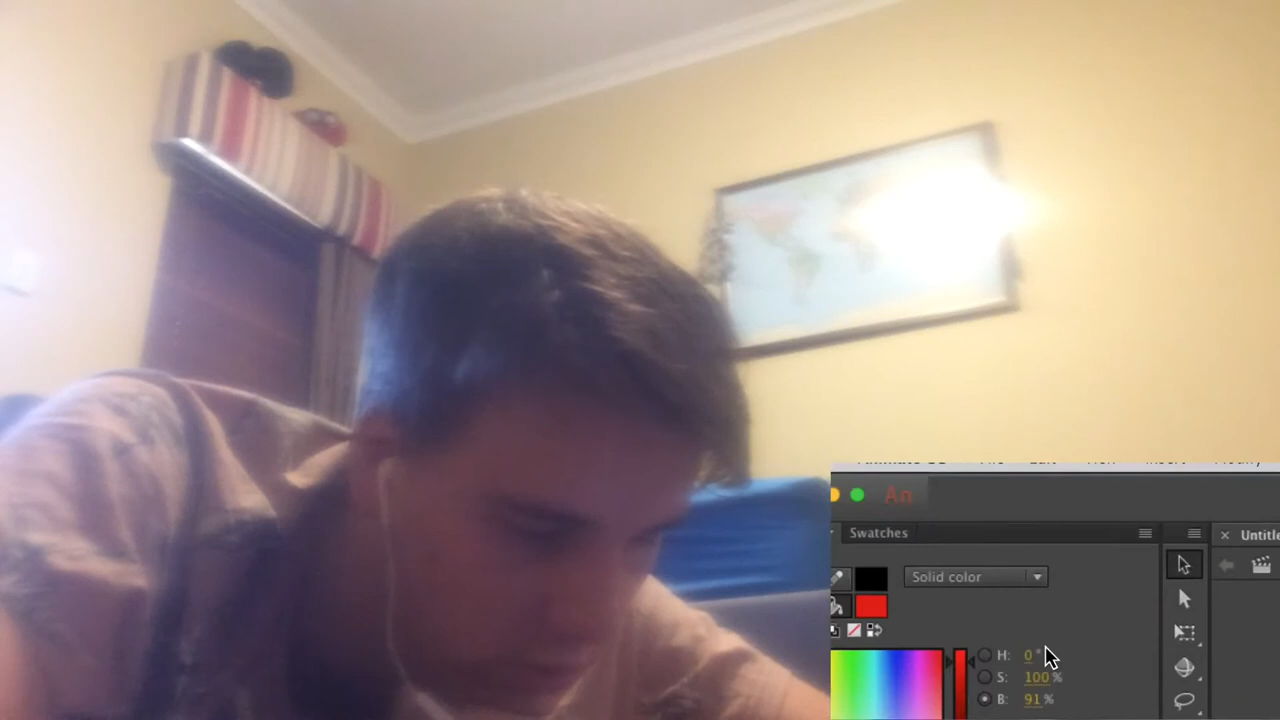 An
Swatches
Untitle
Solid color
H: 0 °
S: 100 %
B: 91 %